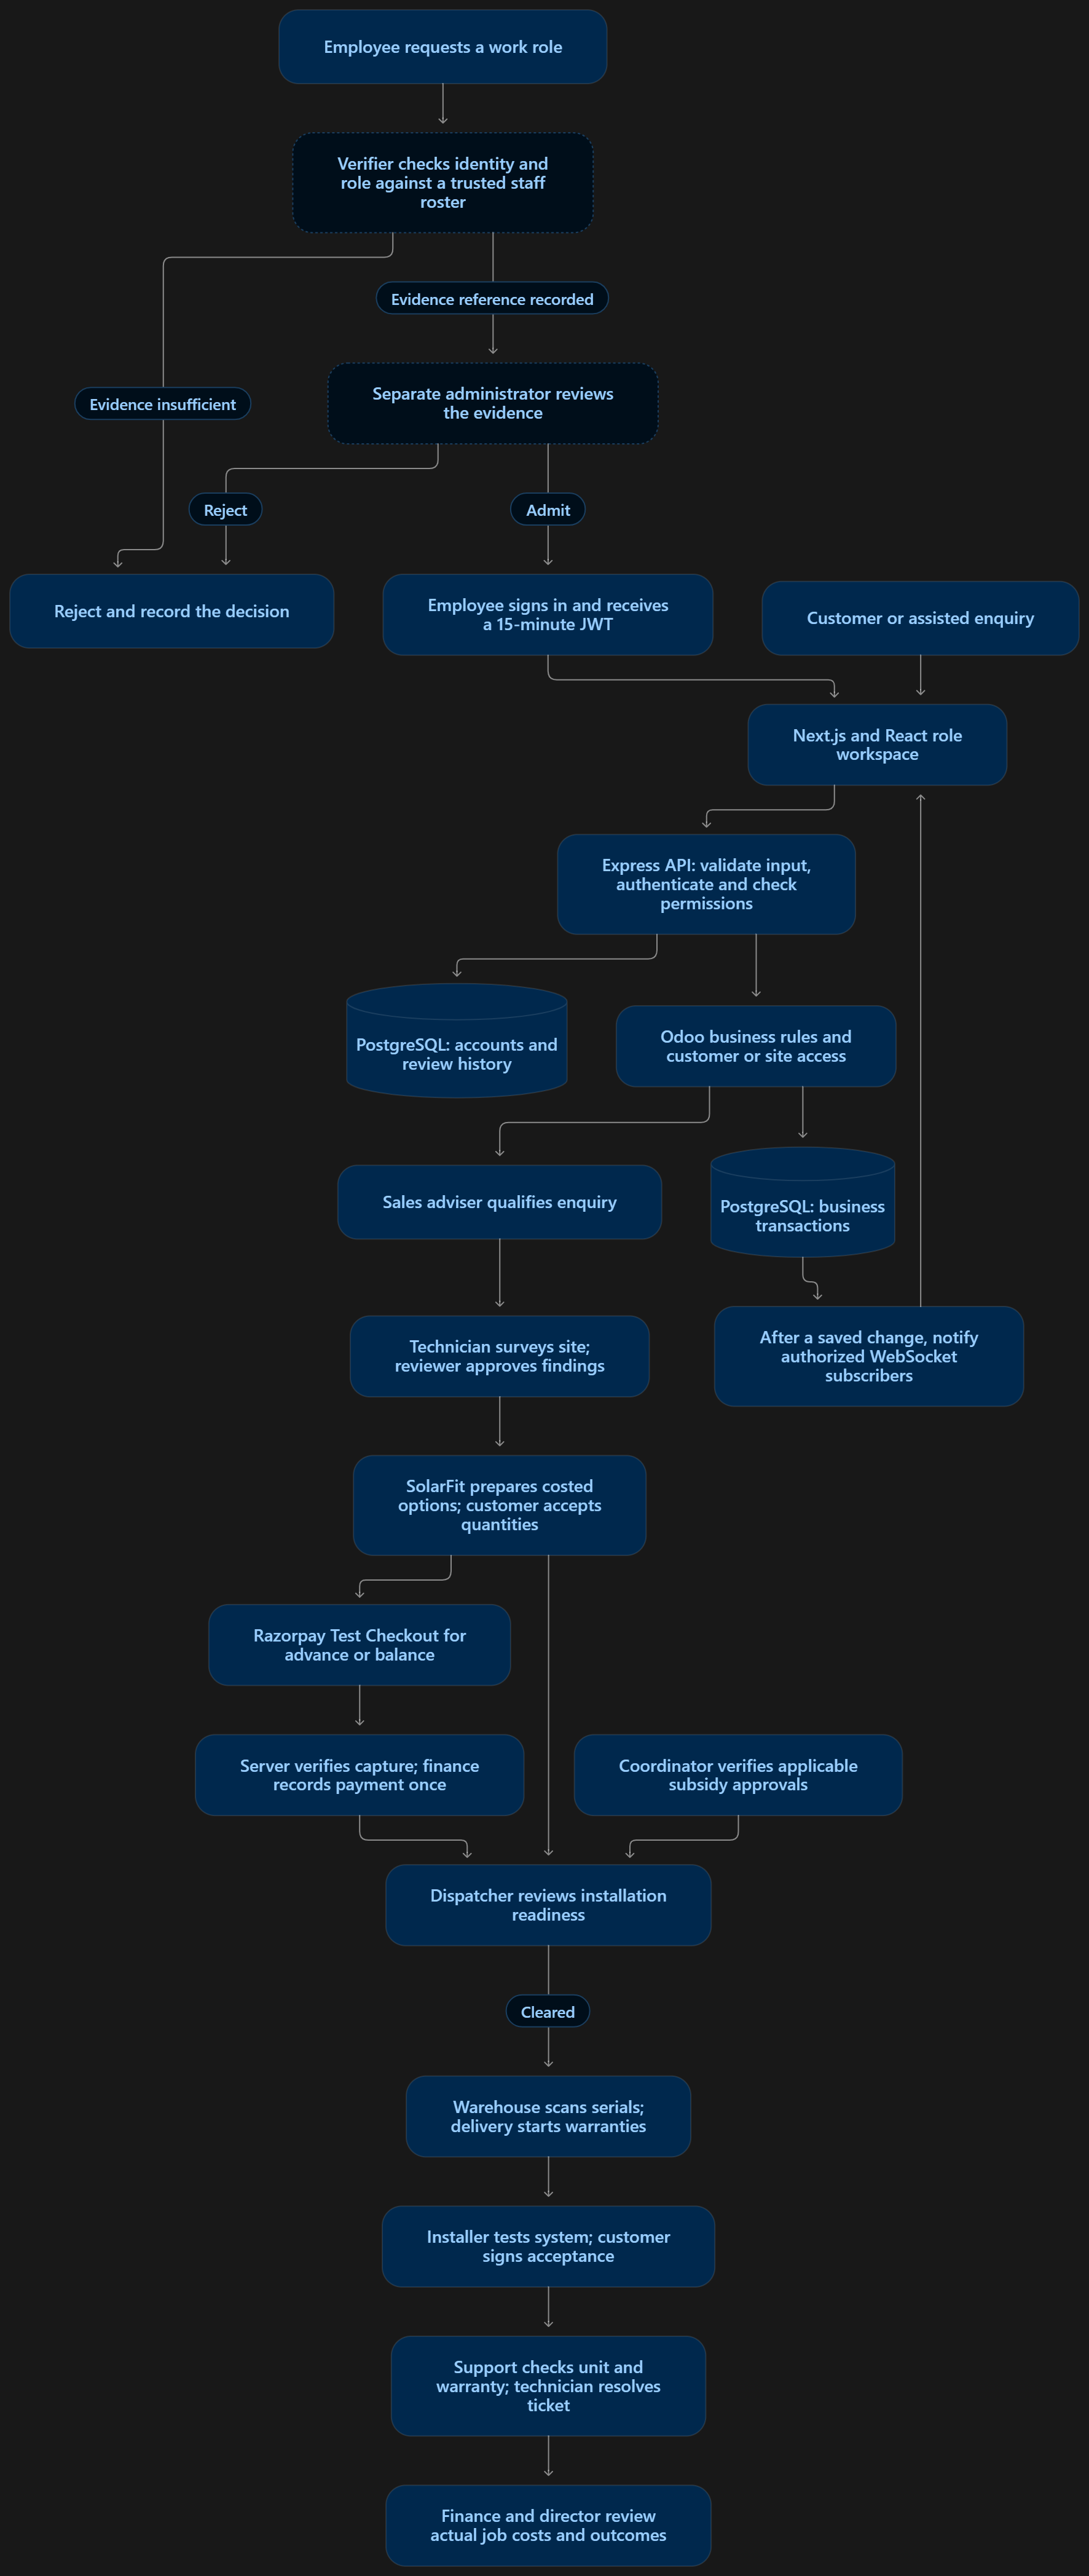 Employee requests a work role
Verifier checks identity and
role against a trusted staff
roster
Evidence reference recorded
Evidence insufficient
Separate administrator reviews
the evidence
Reject
Admit
Reject and record the decision
Employee signs in and receives
a 15-minute JWT
Customer or assisted enquiry
Next.js and React role
workspace
Express API: validate input,
authenticate and check
permissions
PostgreSQL: accounts and
review history
Odoo business rules and
customer or site access
Sales adviser qualifies enquiry
PostgreSQL: business
transactions
Technician surveys site;
reviewer approves findings
After a saved change, notify
authorized WebSocket
subscribers
SolarFit prepares costed
options; customer accepts
quantities
Razorpay Test Checkout for
advance or balance
Server verifies capture; finance
records payment once
Coordinator verifies applicable
subsidy approvals
Dispatcher reviews installation
readiness
Cleared
Warehouse scans serials;
delivery starts warranties
Installer tests system; customer
signs acceptance
Support checks unit and
warranty; technician resolves
ticket
Finance and director review
actual job costs and outcomes